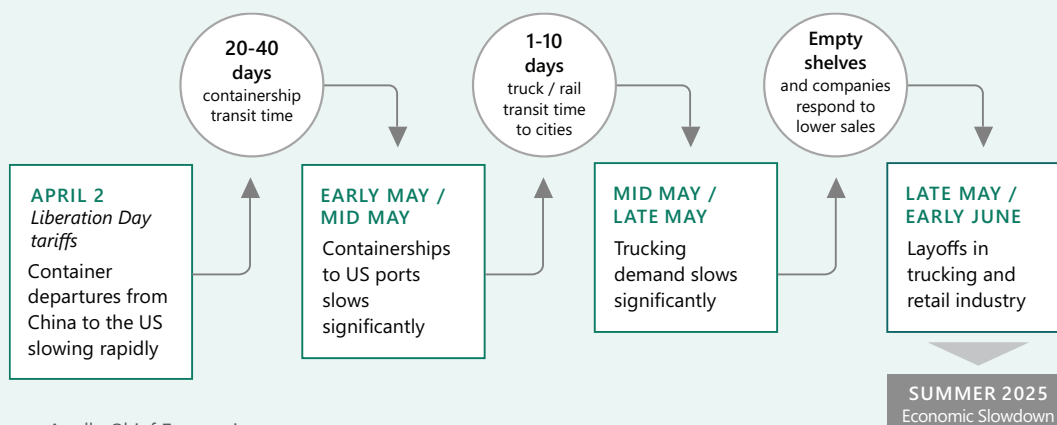 20-40
days
containership
transit time
1-10
days
truck / rail
transit time
to cities
Empty
shelves
and companies
respond to
lower sales
APRIL 2
Liberation Day
tariffs
Container
departures from
China to the US
slowing rapidly
EARLY MAY /
MID MAY
Containerships
to US ports
slows
significantly
MID MAY /
LATE MAY
Trucking
demand slows
significantly
LATE MAY /
EARLY JUNE
Layoffs in
trucking and
retail industry
SUMMER 2025
Economic Slowdown